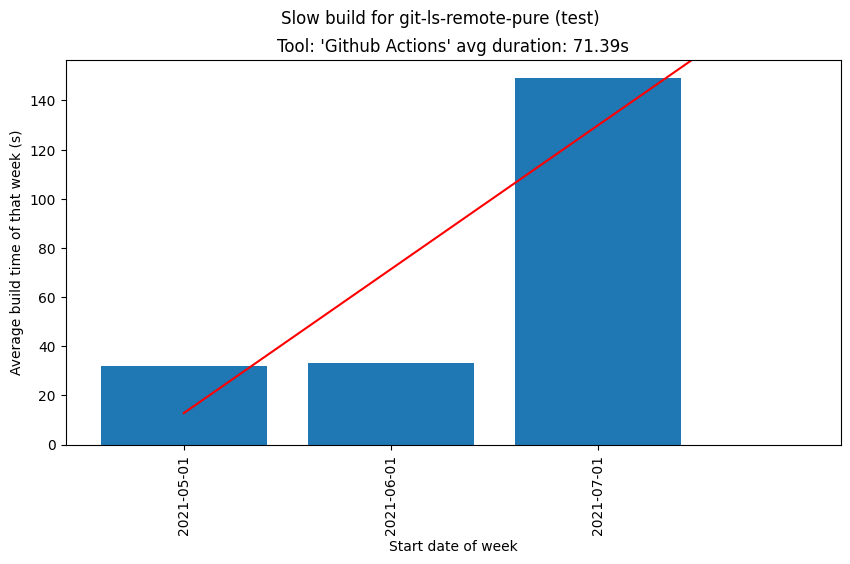 Slow build for git-ls-remote-pure (test)
Tool: 'Github Actions' avg duration: 71.39s
Average build time of that week (s)
140
120
100
80
60
40
20
0
2021-05-01
2021-06-01
2021-07-01
Start date of week